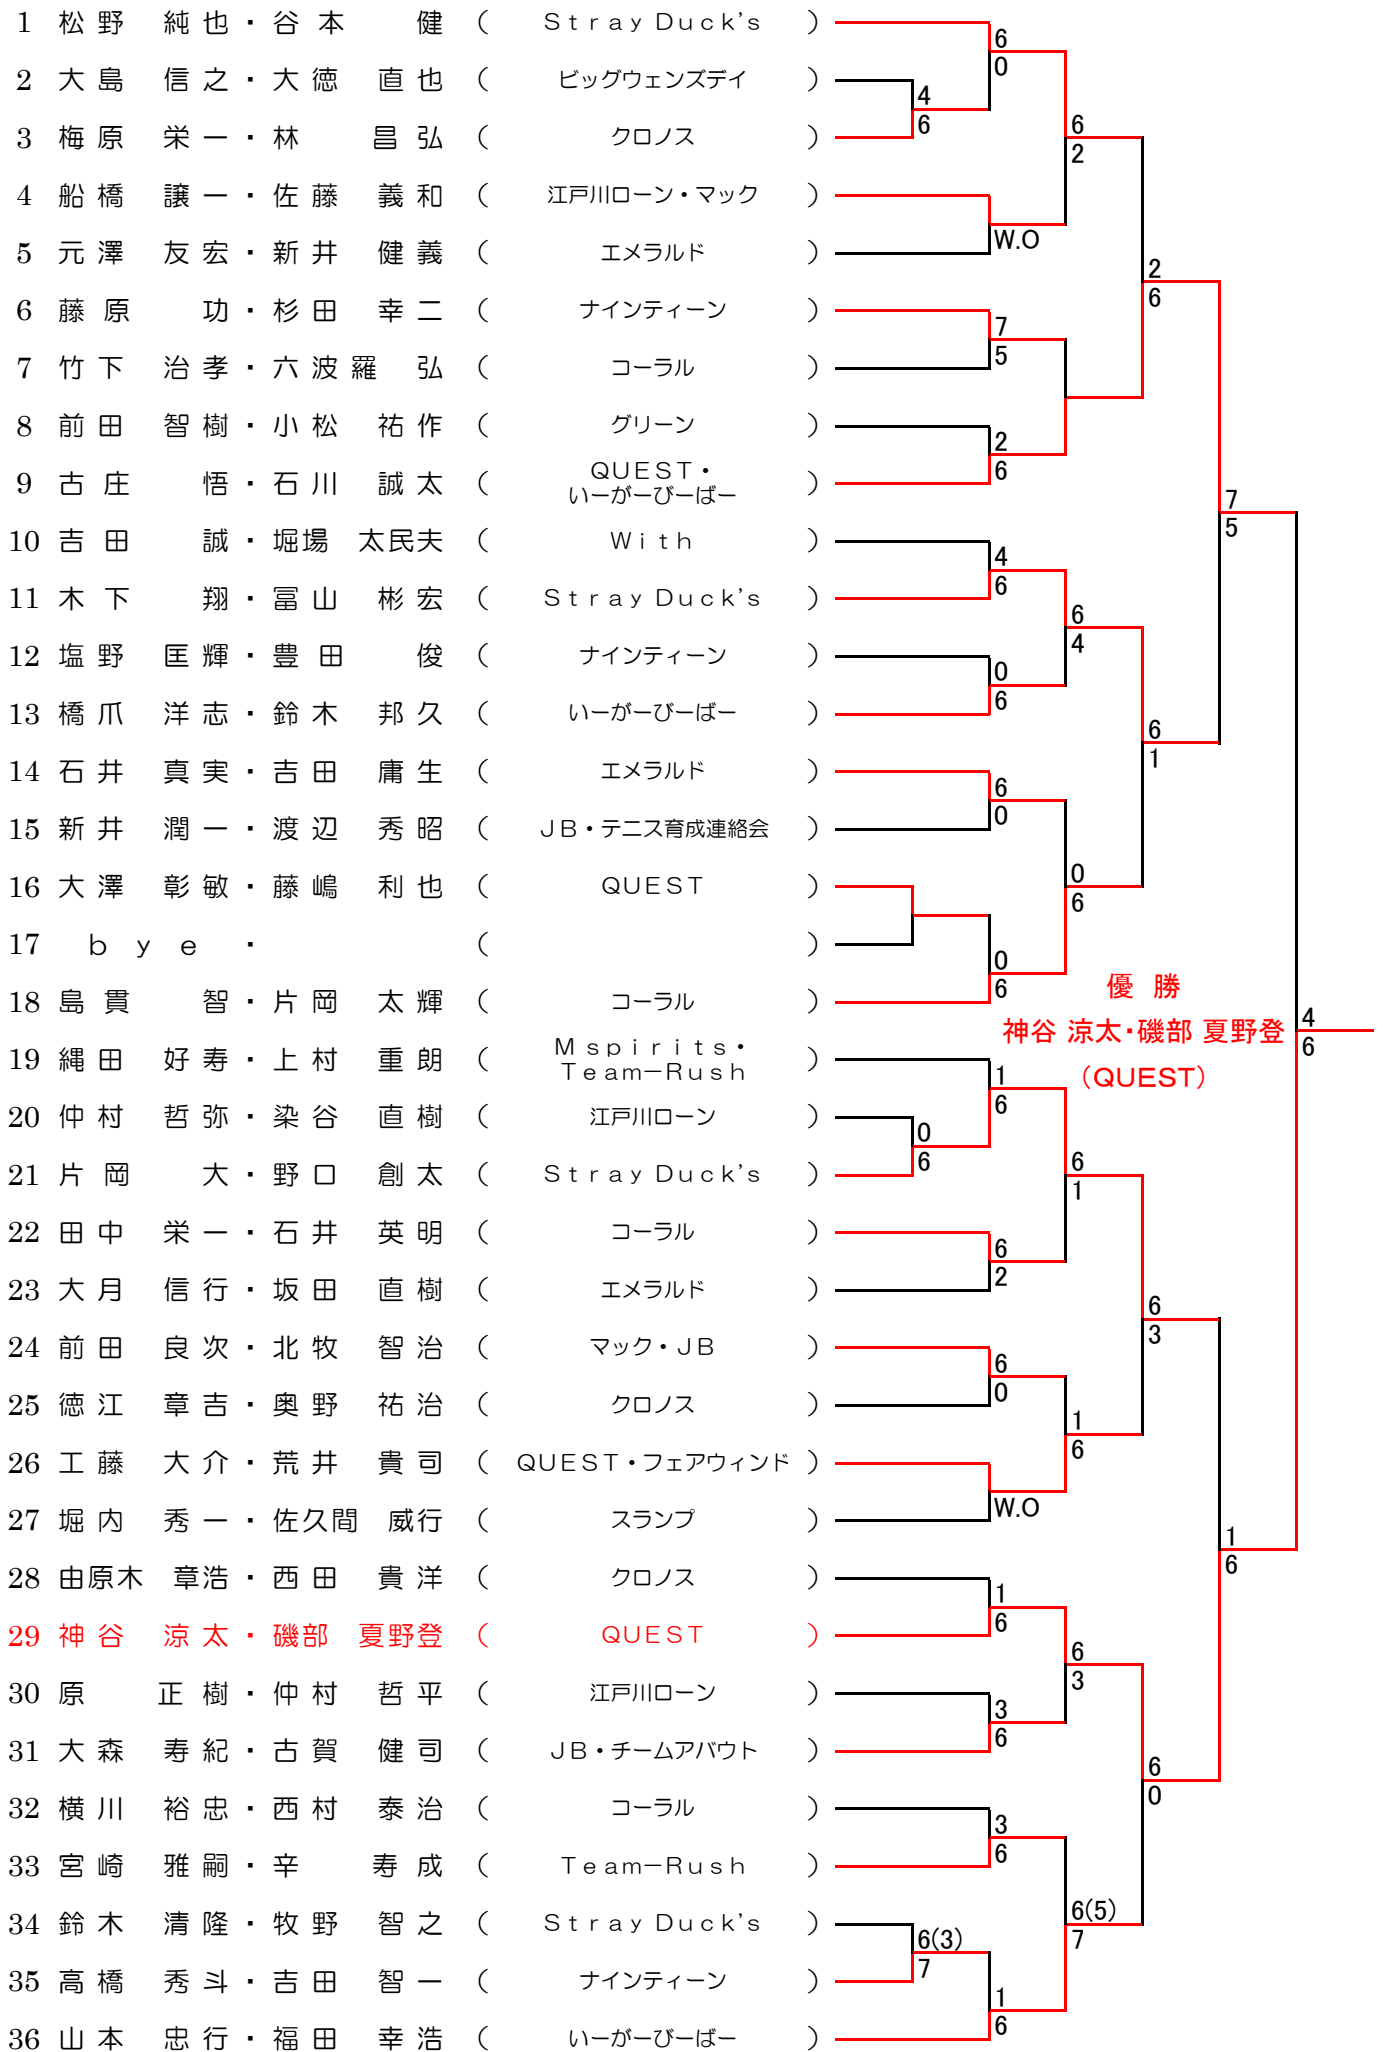 1 松野 純也・谷本 健 ( Stray Duck's )
6
0
2 大島 信之・大徳 直也 ( ビッグウェンズデイ )
4
6
3 梅原 栄一・林 昌弘 ( クロノス )
6
2
4 船橋 譲一・佐藤 義和 ( 江戸川ローン・マック )
W.O
5 元澤 友宏・新井 健義 ( エメラルド )
2
6
6 藤原 功・杉田 幸二 ( ナインティーン )
7
5
7 竹下 治孝・六波羅 弘 ( コーラル )
8 前田 智樹・小松 祐作 ( グリーン )
2
6
9 古庄 悟・石川 誠太 ( QUEST・いーがーびーばー )
7
5
10 吉田 誠・堀場 太民夫 ( With )
4
6
11 木下 翔・冨山 彬宏 ( Stray Duck's )
6
4
12 塩野 匡輝・豊田 俊 ( ナインティーン )
0
6
13 橋爪 洋志・鈴木 邦久 ( いーがーびーばー )
6
1
14 石井 真実・吉田 庸生 ( エメラルド )
6
0
15 新井 潤一・渡辺 秀昭 ( JB・テニス育成連絡会 )
0
6
16 大澤 彰敏・藤嶋 利也 ( QUEST )
17 bye ・ ( )
0
6
18 島貫 智・片岡 太輝 ( コーラル )
優 勝
神谷 涼太・磯部 夏野登
(QUEST)
4
6
19 縄田 好寿・上村 重朗 ( Mspirits・Team-Rush )
1
6
20 仲村 哲弥・染谷 直樹 ( 江戸川ローン )
0
6
21 片岡 大・野口 創太 ( Stray Duck's )
6
1
22 田中 栄一・石井 英明 ( コーラル )
6
2
23 大月 信行・坂田 直樹 ( エメラルド )
6
3
24 前田 良次・北牧 智治 ( マック・JB )
6
0
25 徳江 章吉・奥野 祐治 ( クロノス )
1
6
26 工藤 大介・荒井 貴司 ( QUEST・フェアウィンド )
W.O
27 堀内 秀一・佐久間 威行 ( スランプ )
1
6
28 由原木 章浩・西田 貴洋 ( クロノス )
1
6
29 神谷 涼太・磯部 夏野登 ( QUEST )
6
3
30 原 正樹・仲村 哲平 ( 江戸川ローン )
3
6
31 大森 寿紀・古賀 健司 ( JB・チームアバウト )
6
0
32 横川 裕忠・西村 泰治 ( コーラル )
3
6
33 宮崎 雅嗣・辛 寿成 ( Team-Rush )
6(5)
7
34 鈴木 清隆・牧野 智之 ( Stray Duck's )
6(3)
7
35 高橋 秀斗・吉田 智一 ( ナインティーン )
1
6
36 山本 忠行・福田 幸浩 ( いーがーびーばー )